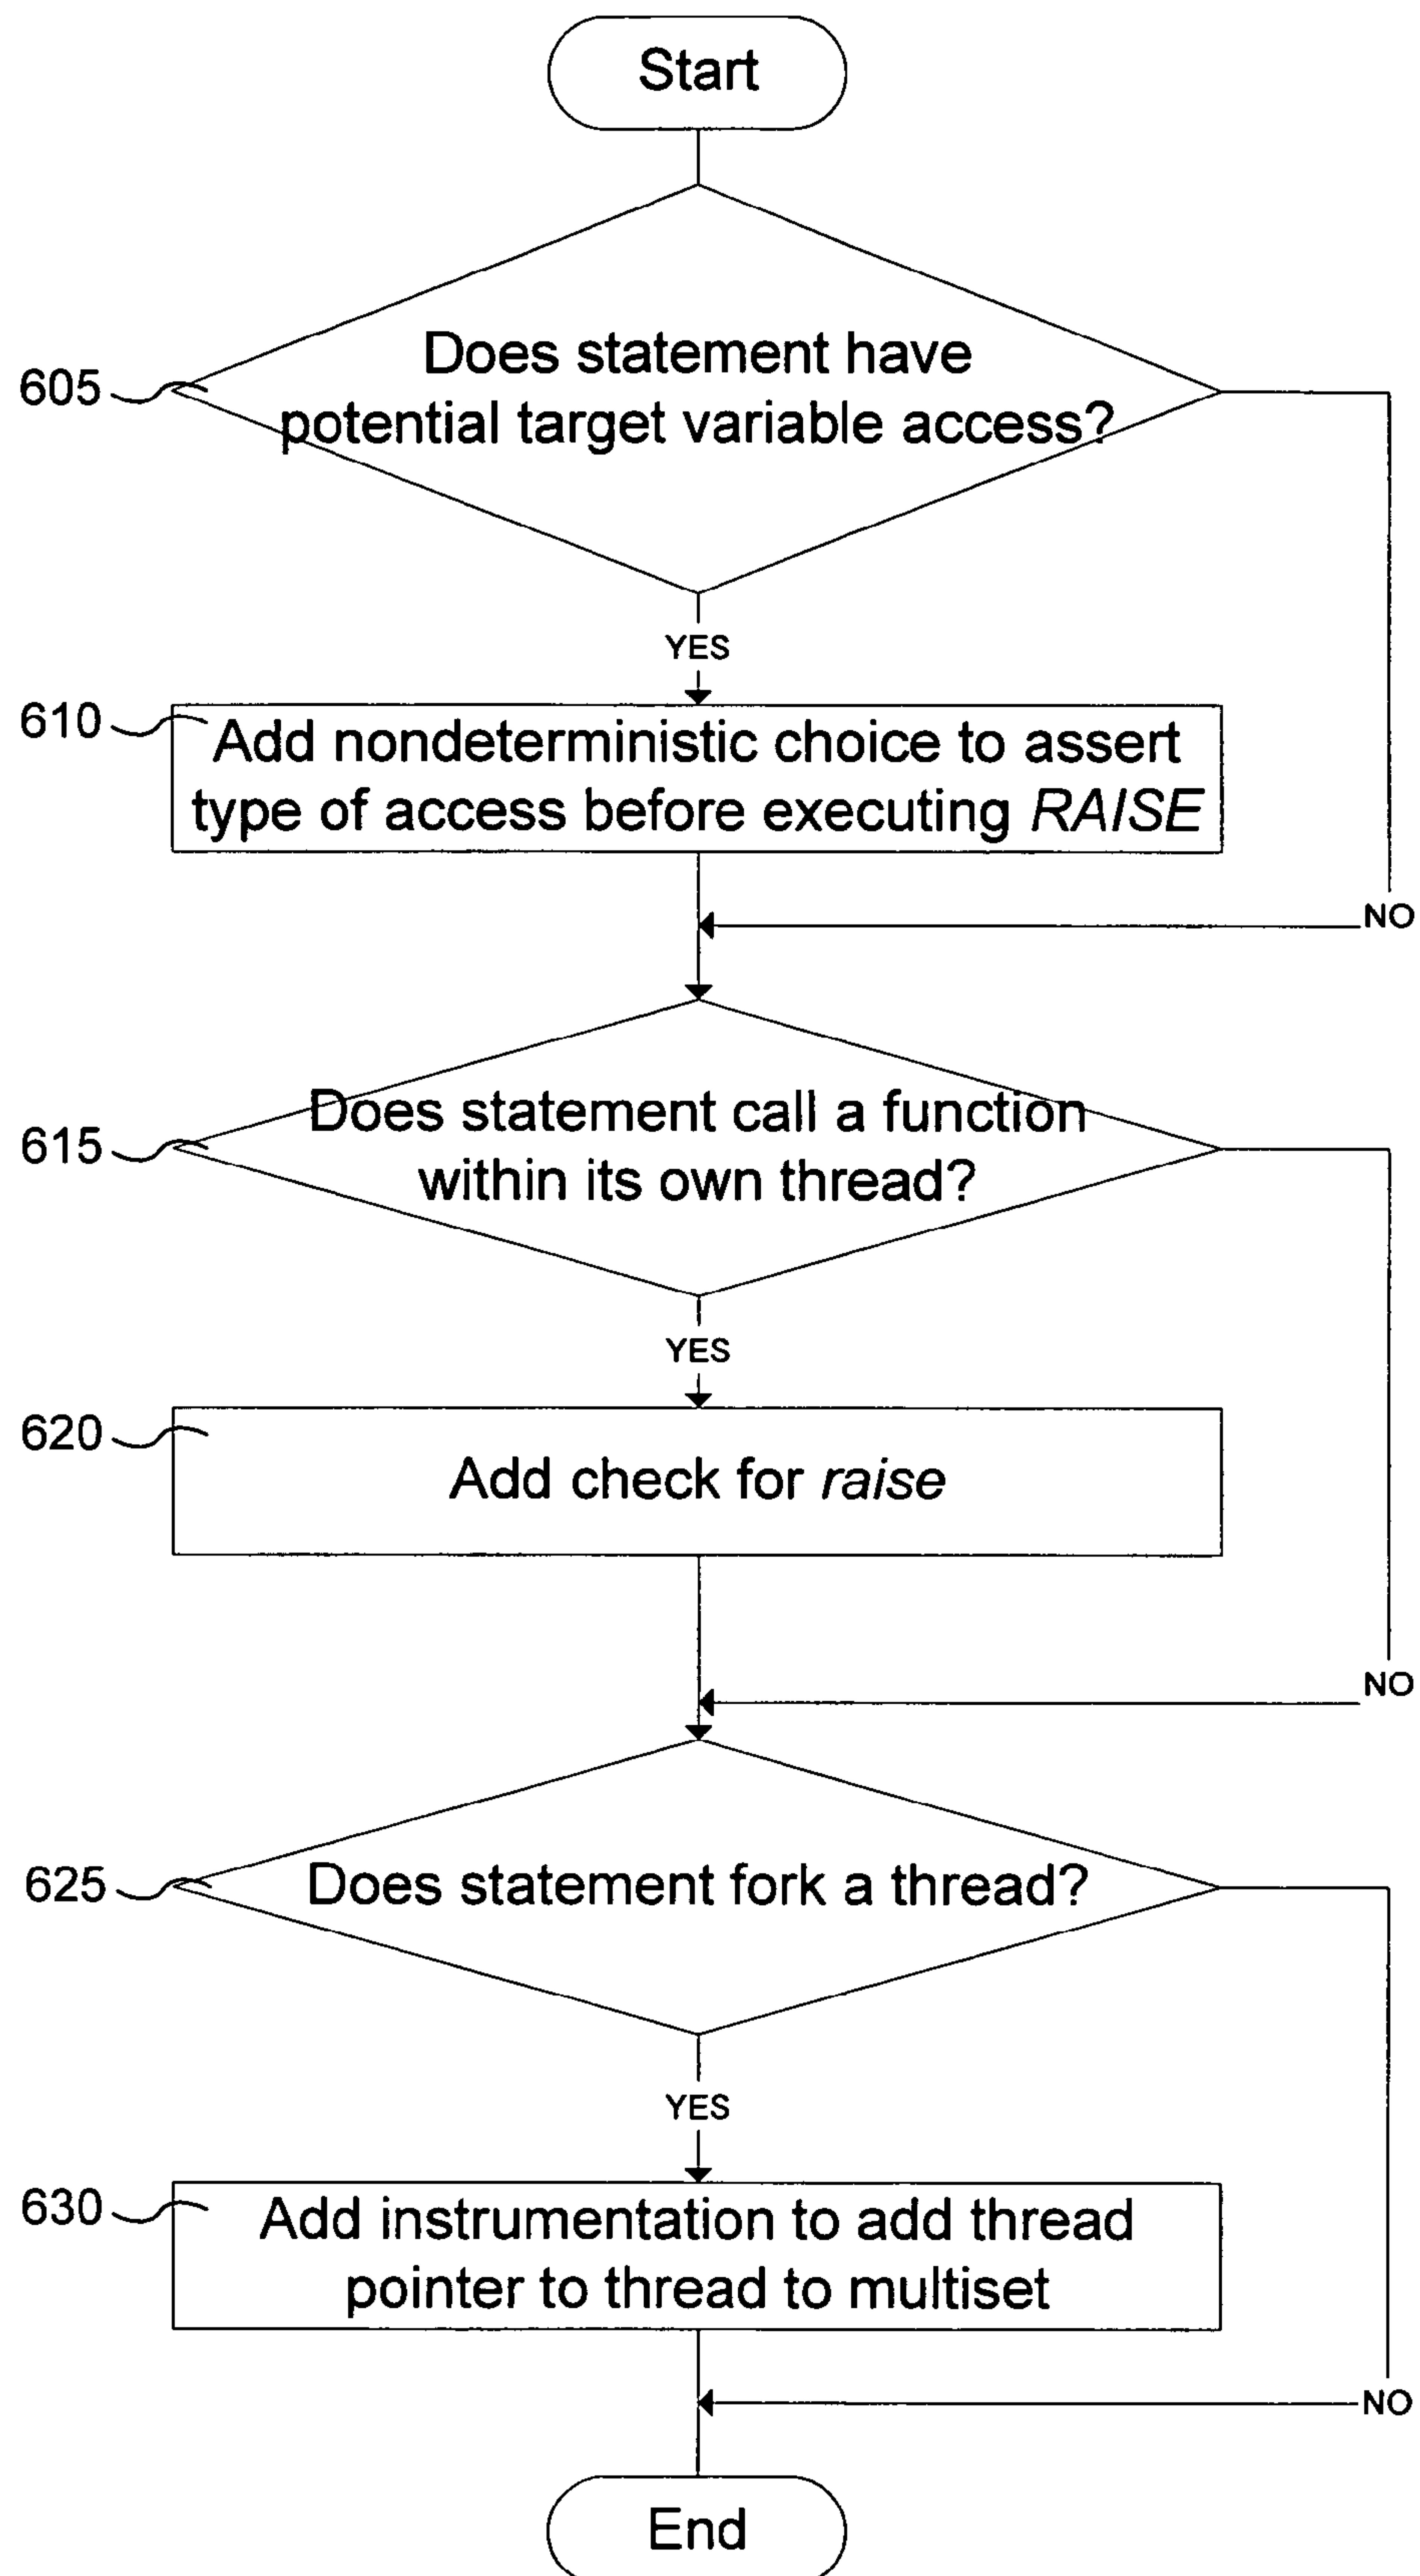 Start
605
Does statement have
potential target variable access?
YES
610
Add nondeterministic choice to assert
type of access before executing RAISE
NO
615
Does statement call a function
within its own thread?
YES
620
Add check for raise
NO
625
Does statement fork a thread?
YES
630
Add instrumentation to add thread
pointer to thread to multiset
NO
End